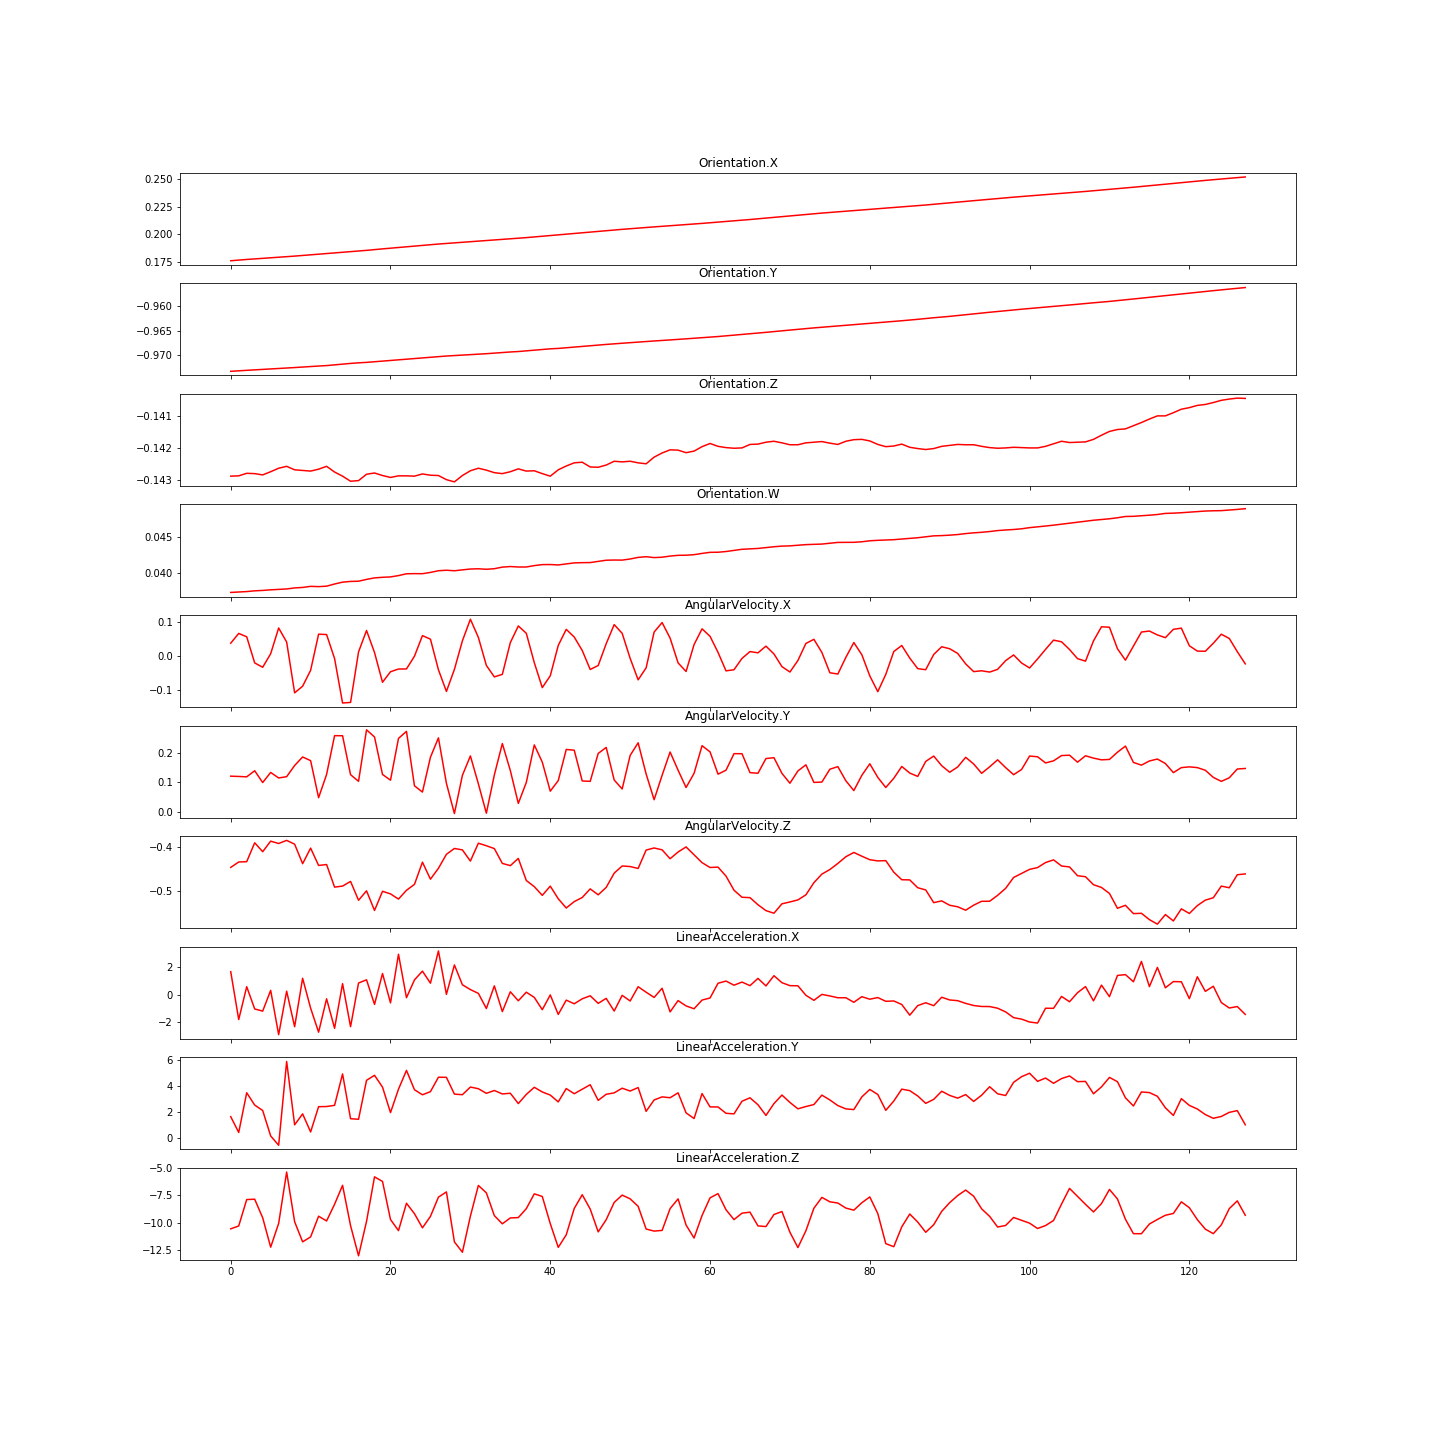 Orientation.X
0.250
0.225
0.200
0.175
Orientation.Y
−0.960
−0.965
−0.970
Orientation.Z
−0.141
−0.142
−0.143
Orientation.W
0.045
0.040
AngularVelocity.X
0.1
0.0
−0.1
AngularVelocity.Y
0.2
0.1
0.0
AngularVelocity.Z
−0.4
−0.5
LinearAcceleration.X
2
0
−2
LinearAcceleration.Y
6
4
2
0
LinearAcceleration.Z
−5.0
−7.5
−10.0
−12.5
0 20 40 60 80 100 120